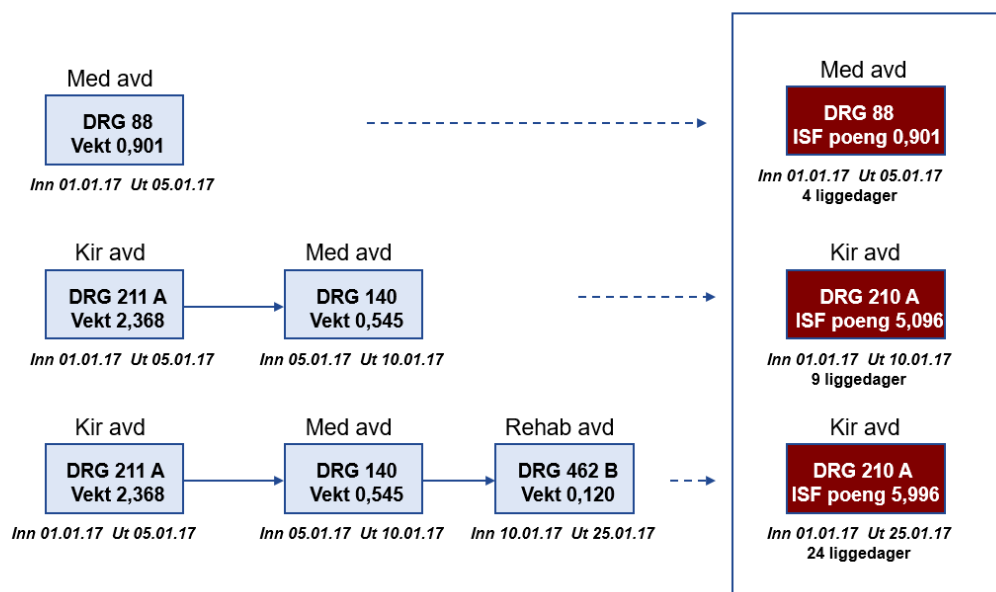 Med avd
DRG 88
Vekt 0,901
Inn 01.01.17  Ut 05.01.17
Med avd
DRG 88
ISF poeng 0,901
Inn 01.01.17  Ut 05.01.17
4 liggedager
Kir avd
DRG 211 A
Vekt 2,368
Inn 01.01.17  Ut 05.01.17
Med avd
DRG 140
Vekt 0,545
Inn 05.01.17  Ut 10.01.17
Kir avd
DRG 210 A
ISF poeng 5,096
Inn 01.01.17  Ut 10.01.17
9 liggedager
Kir avd
DRG 211 A
Vekt 2,368
Inn 01.01.17  Ut 05.01.17
Med avd
DRG 140
Vekt 0,545
Inn 05.01.17  Ut 10.01.17
Rehab avd
DRG 462 B
Vekt 0,120
Inn 10.01.17  Ut 25.01.17
Kir avd
DRG 210 A
ISF poeng 5,996
Inn 01.01.17  Ut 25.01.17
24 liggedager